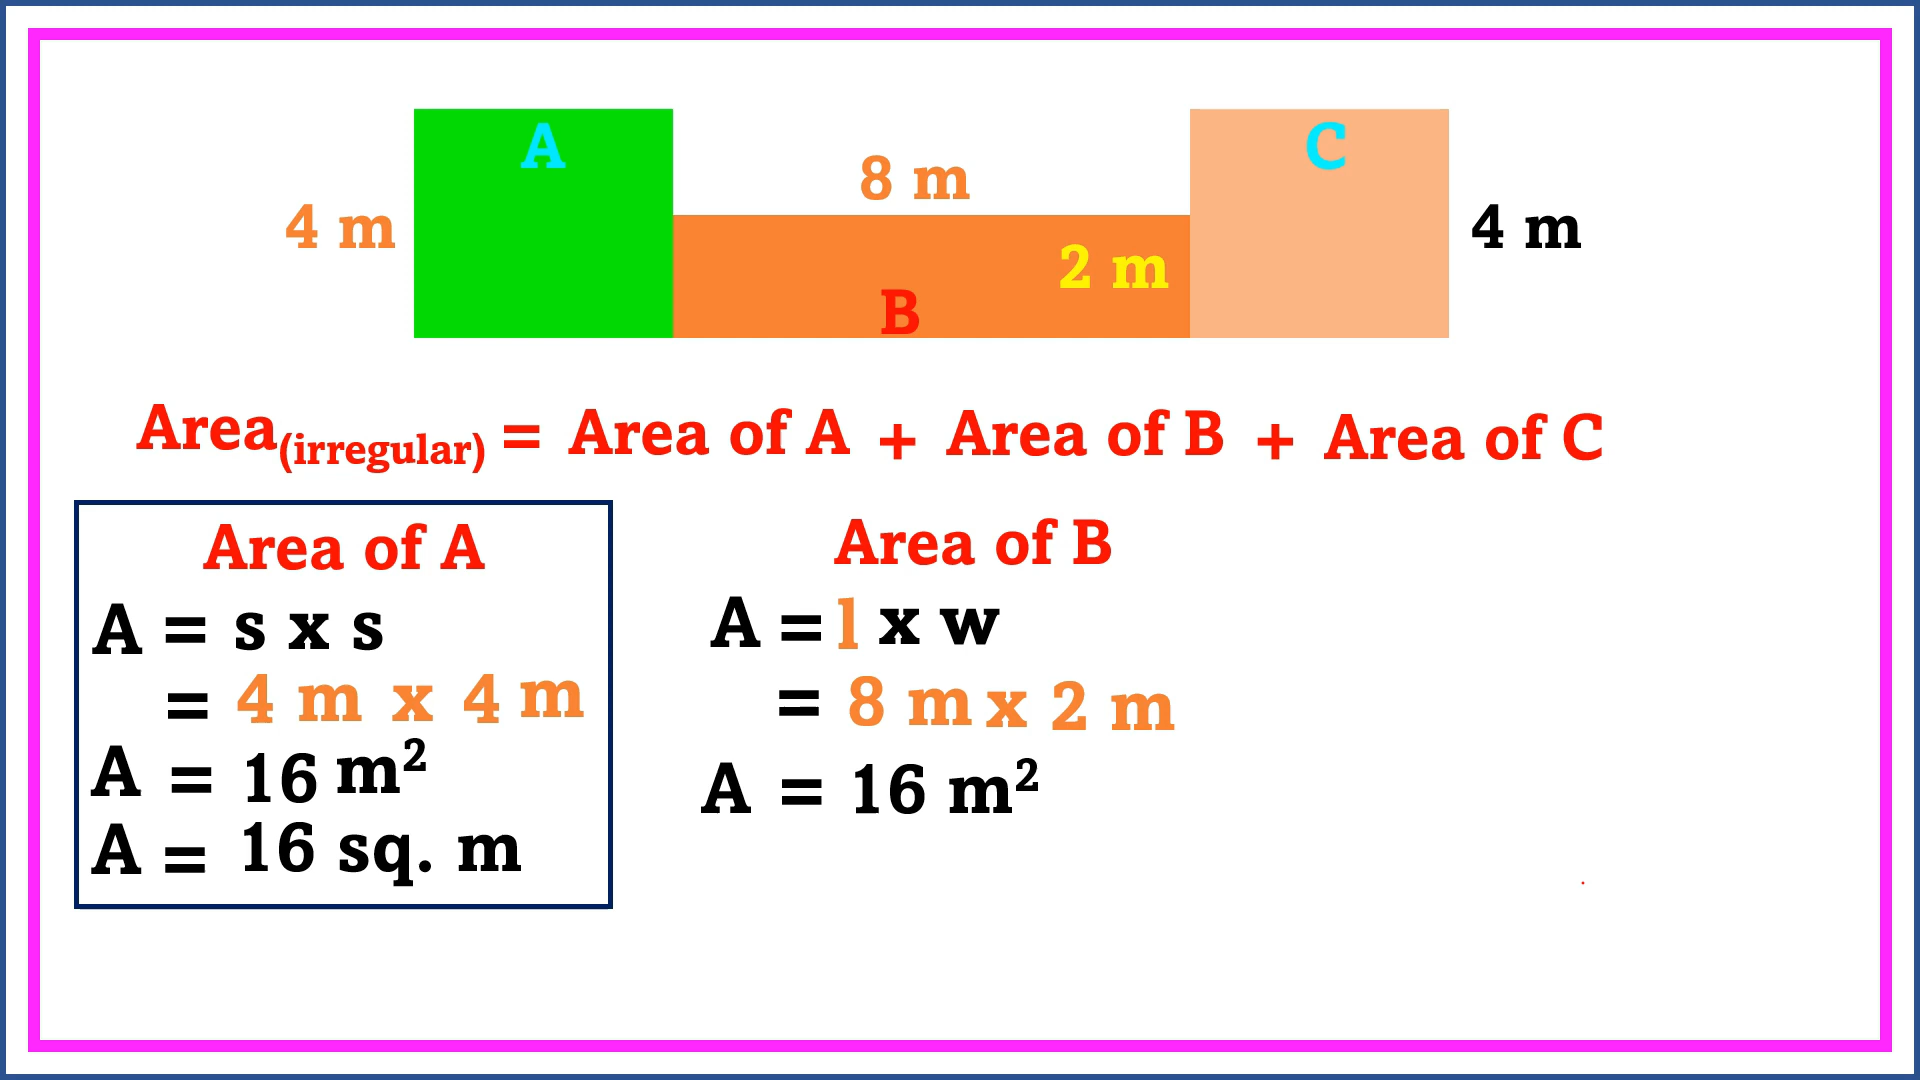 A
C
8 m
4 m
4 m
2 m
B
Area(irregular) = Area of A + Area of B + Area of C
Area of A
A = s x s
= 4 m x 4 m
A = 16 m²
A = 16 sq. m
Area of B
A = l x w
= 8 m x 2 m
A = 16 m²